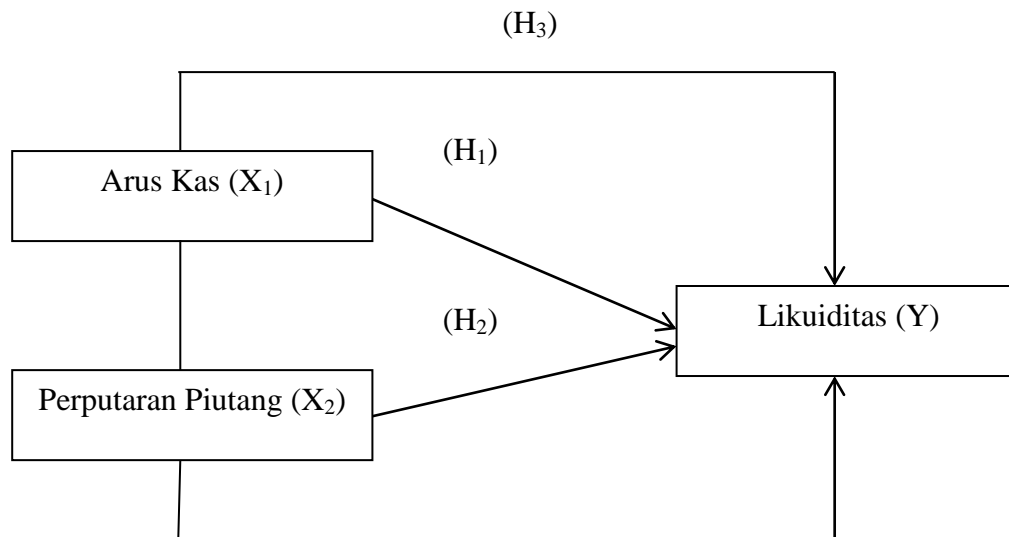 (H₃)
(H₁)
Arus Kas (X₁)
(H₂)
Likuiditas (Y)
Perputaran Piutang (X₂)